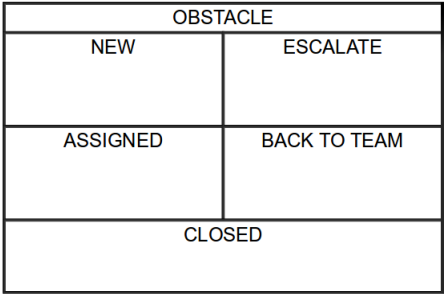 OBSTACLE
NEW
ESCALATE
ASSIGNED
BACK TO TEAM
CLOSED